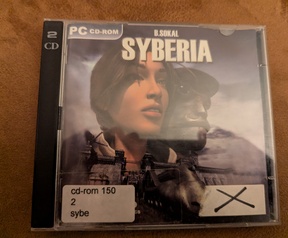 2
CD
PC CD-ROM
B.SOKAL
SYBERIA
cd-rom 150
2
sybe